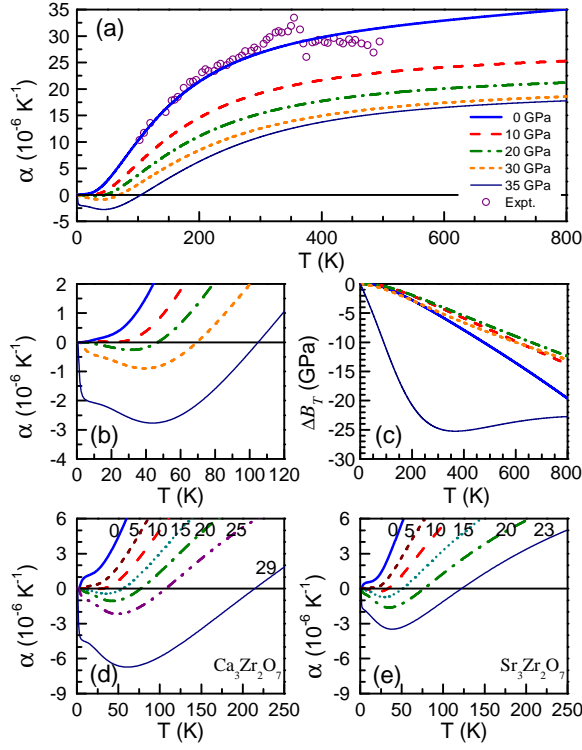 (a)
α (10⁻⁶ K⁻¹)
35
30
25
20
15
10
5
0
-5
0 GPa
10 GPa
20 GPa
30 GPa
35 GPa
Expt.
0 200 400 600 800
T (K)
(b)
α (10⁻⁶ K⁻¹)
2
1
0
-1
-2
-3
-4
0 20 40 60 80 100 120
T (K)
(c)
ΔB_T (GPa)
0
-5
-10
-15
-20
-25
-30
0 200 400 600 800
T (K)
(d)
α (10⁻⁶ K⁻¹)
6
3
0
-3
-6
-9
0 5 10 15 20 25
29
Ca₃Zr₂O₇
0 50 100 150 200 250
T (K)
(e)
α (10⁻⁶ K⁻¹)
6
3
0
-3
-6
-9
0 5 10 15 20 23
Sr₃Zr₂O₇
0 50 100 150 200 250
T (K)